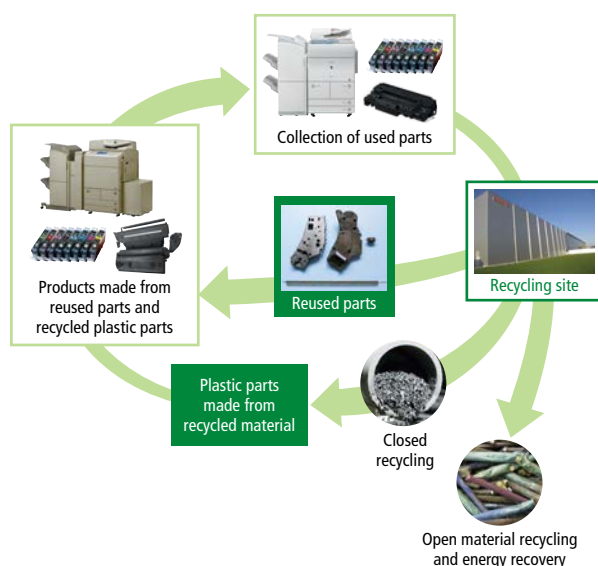 Collection of used parts
Recycling site
Reused parts
Products made from
reused parts and
recycled plastic parts
Plastic parts
made from
recycled material
Closed
recycling
Open material recycling
and energy recovery